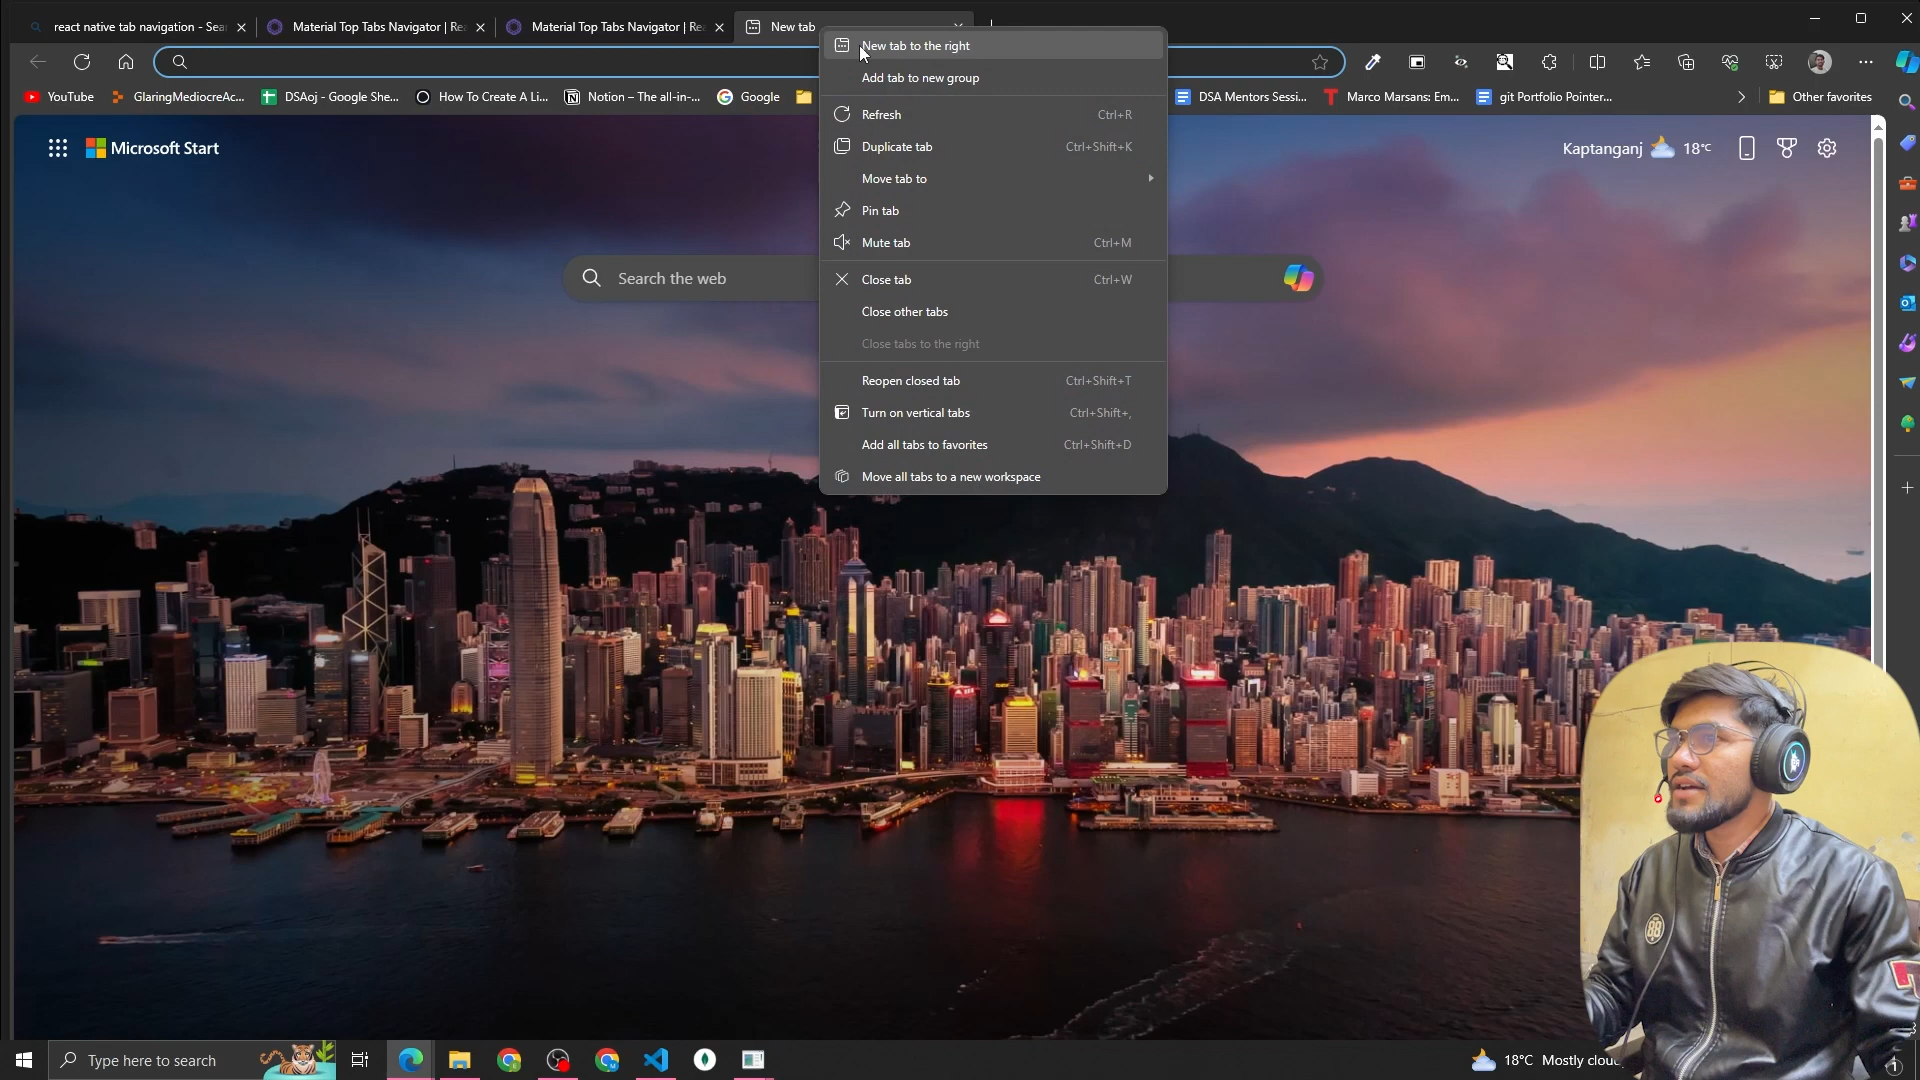 react native tab navigation - Sea
Material Top Tabs Navigator | Re
Material Top Tabs Navigator | Re
New tab
YouTube
GlaringMediocreAc...
DSAoj - Google She...
How To Create A Li...
Notion – The all-in-...
Google
DSA Mentors Sessi...
Marco Marsans: Em...
git Portfolio Pointer...
Other favorites
Microsoft Start
Kaptanganj
18°C
Search the web
New tab to the right
Add tab to new group
Refresh Ctrl+R
Duplicate tab Ctrl+Shift+K
Move tab to
Pin tab
Mute tab Ctrl+M
Close tab Ctrl+W
Close other tabs
Close tabs to the right
Reopen closed tab Ctrl+Shift+T
Turn on vertical tabs Ctrl+Shift+,
Add all tabs to favorites Ctrl+Shift+D
Move all tabs to a new workspace
88
Type here to search
18°C Mostly clou
1